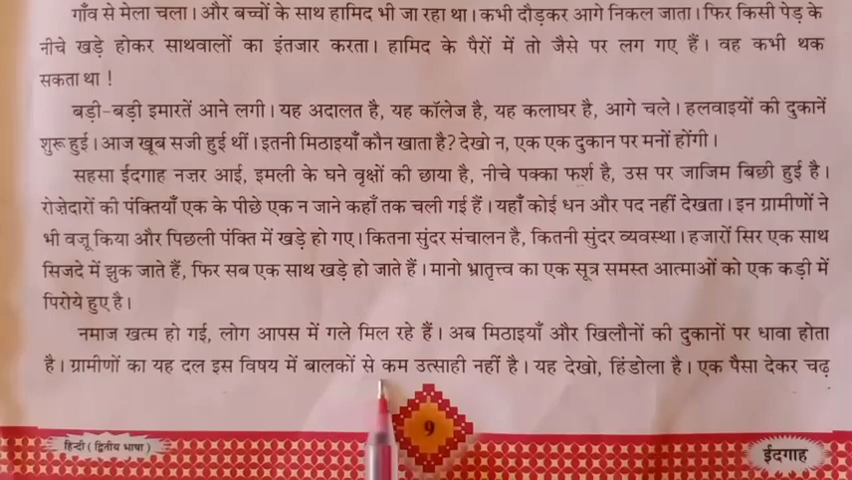 गाँव से मेला चला। और बच्चों के साथ हामिद भी जा रहा था। कभी दौड़कर आगे निकल जाता। फिर किसी पेड़ के
नीचे खड़े होकर साथवालों का इंतजार करता। हामिद के पैरों में तो जैसे पर लग गए हैं। वह कभी थक
सकता था !
बड़ी-बड़ी इमारतें आने लगी। यह अदालत है, यह कॉलेज है, यह कलाघर है, आगे चले। हलवाइयों की दुकानें
शुरू हुई। आज खूब सजी हुई थीं। इतनी मिठाइयाँ कौन खाता है? देखो न, एक एक दुकान पर मनों होंगी।
सहसा ईदगाह नज़र आई, इमली के घने वृक्षों की छाया है, नीचे पक्का फर्श है, उस पर जाजिम बिछी हुई है।
रोज़ेदारों की पंक्तियाँ एक के पीछे एक न जाने कहाँ तक चली गई हैं। यहाँ कोई धन और पद नहीं देखता। इन ग्रामीणों ने
भी वज़ू किया और पिछली पंक्ति में खड़े हो गए। कितना सुंदर संचालन है, कितनी सुंदर व्यवस्था। हजारों सिर एक साथ
सिजदे में झुक जाते हैं, फिर सब एक साथ खड़े हो जाते हैं। मानो भ्रातृत्त्व का एक सूत्र समस्त आत्माओं को एक कड़ी में
पिरोये हुए है।
नमाज खत्म हो गई, लोग आपस में गले मिल रहे हैं। अब मिठाइयाँ और खिलौनों की दुकानों पर धावा होता
है। ग्रामीणों का यह दल इस विषय में बालकों से कम उत्साही नहीं है। यह देखो, हिंडोला है। एक पैसा देकर चढ़
9
हिन्दी ( द्वितीय भाषा )
ईदगाह